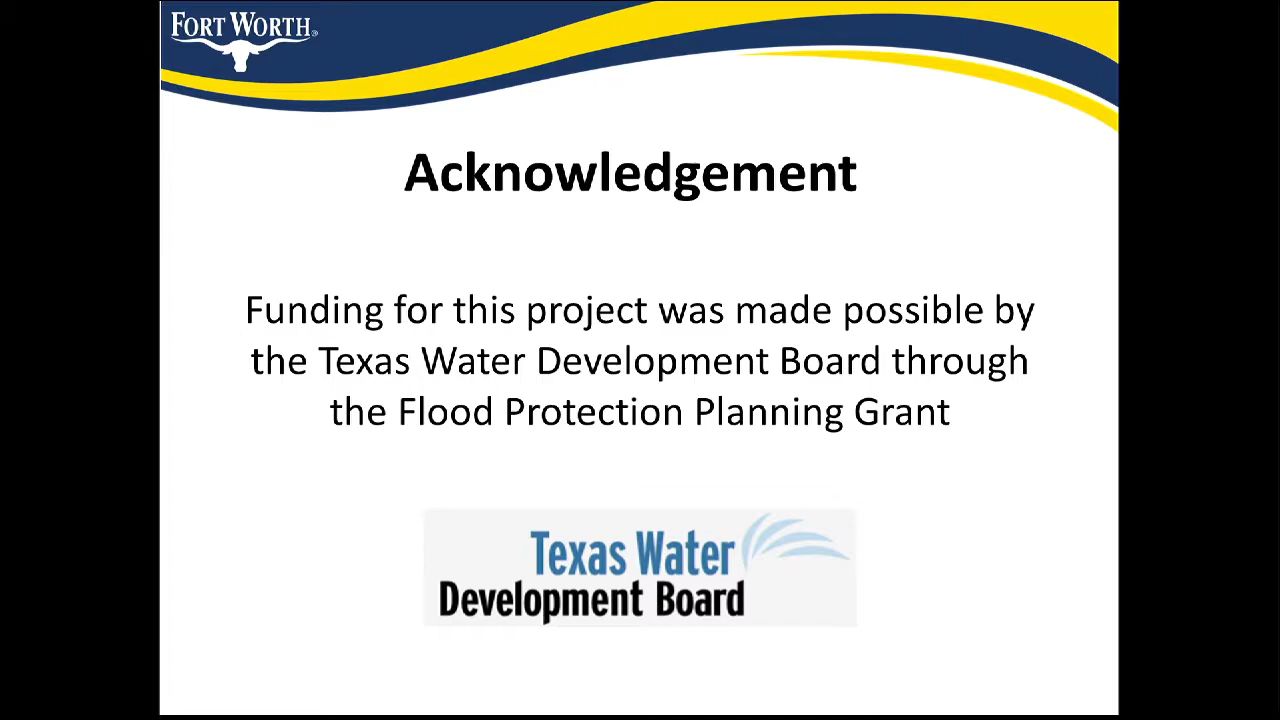 FORT WORTH®
Acknowledgement
Funding for this project was made possible by
the Texas Water Development Board through
the Flood Protection Planning Grant
Texas Water
Development Board